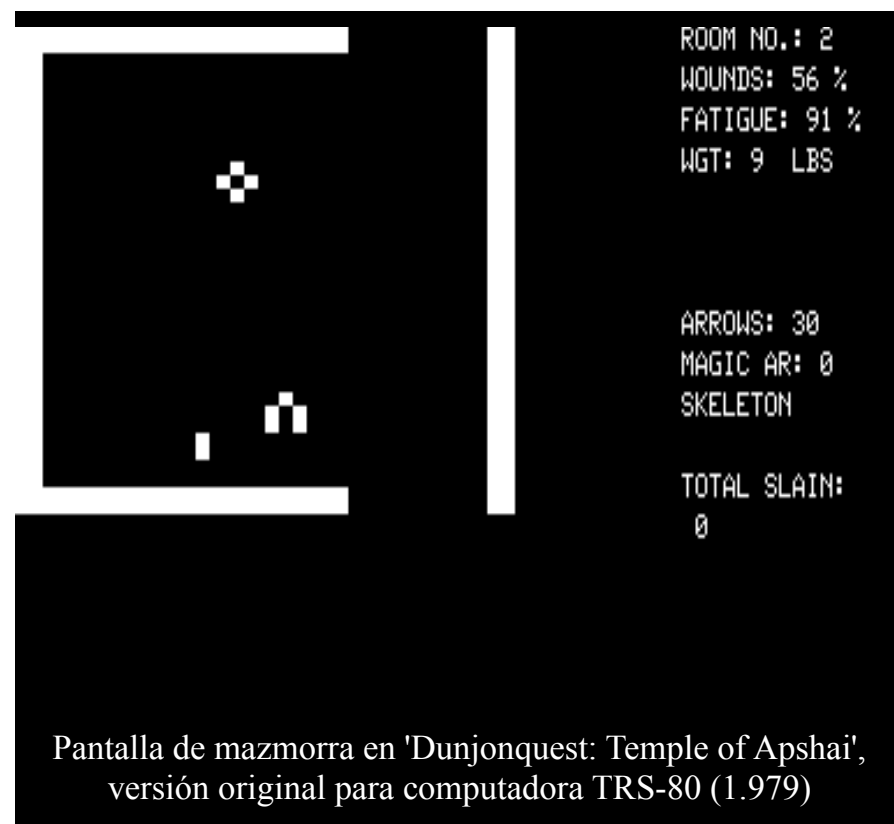 ROOM NO.: 2
WOUNDS: 56 %
FATIGUE: 91 %
WGT: 9 LBS
ARROWS: 30
MAGIC AR: 0
SKELETON
TOTAL SLAIN:
0
Pantalla de mazmorra en 'Dunjonquest: Temple of Apshai',
versión original para computadora TRS-80 (1.979)